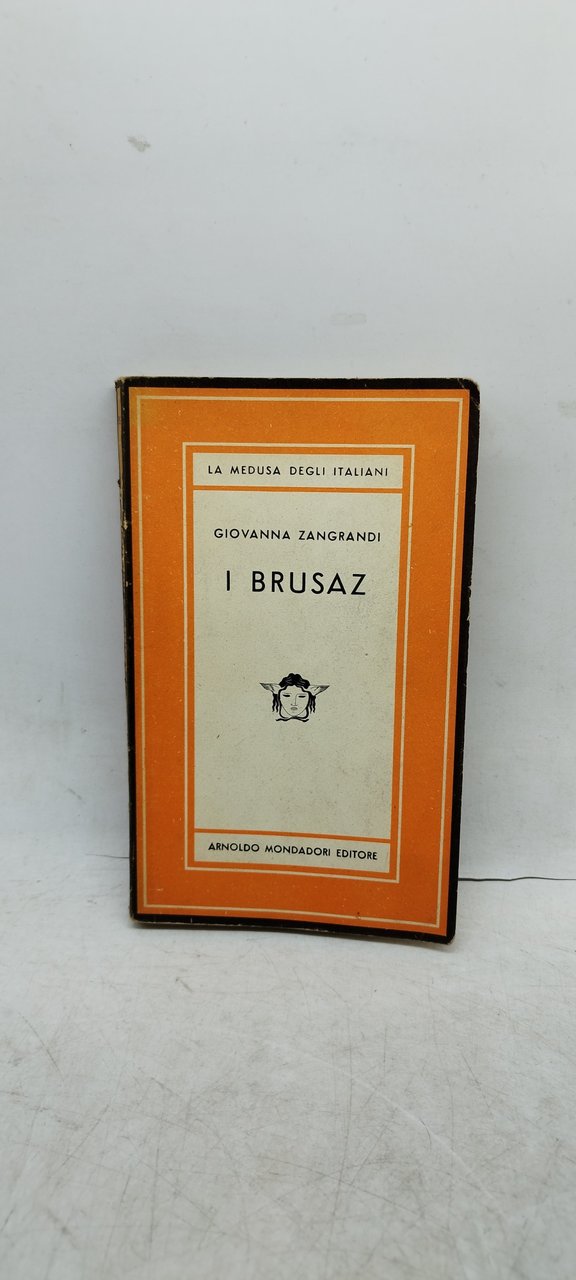 LA MEDUSA DEGLI ITALIANI
GIOVANNA ZANGRANDI
I BRUSAZ
ARNOLDO MONDADORI EDITORE